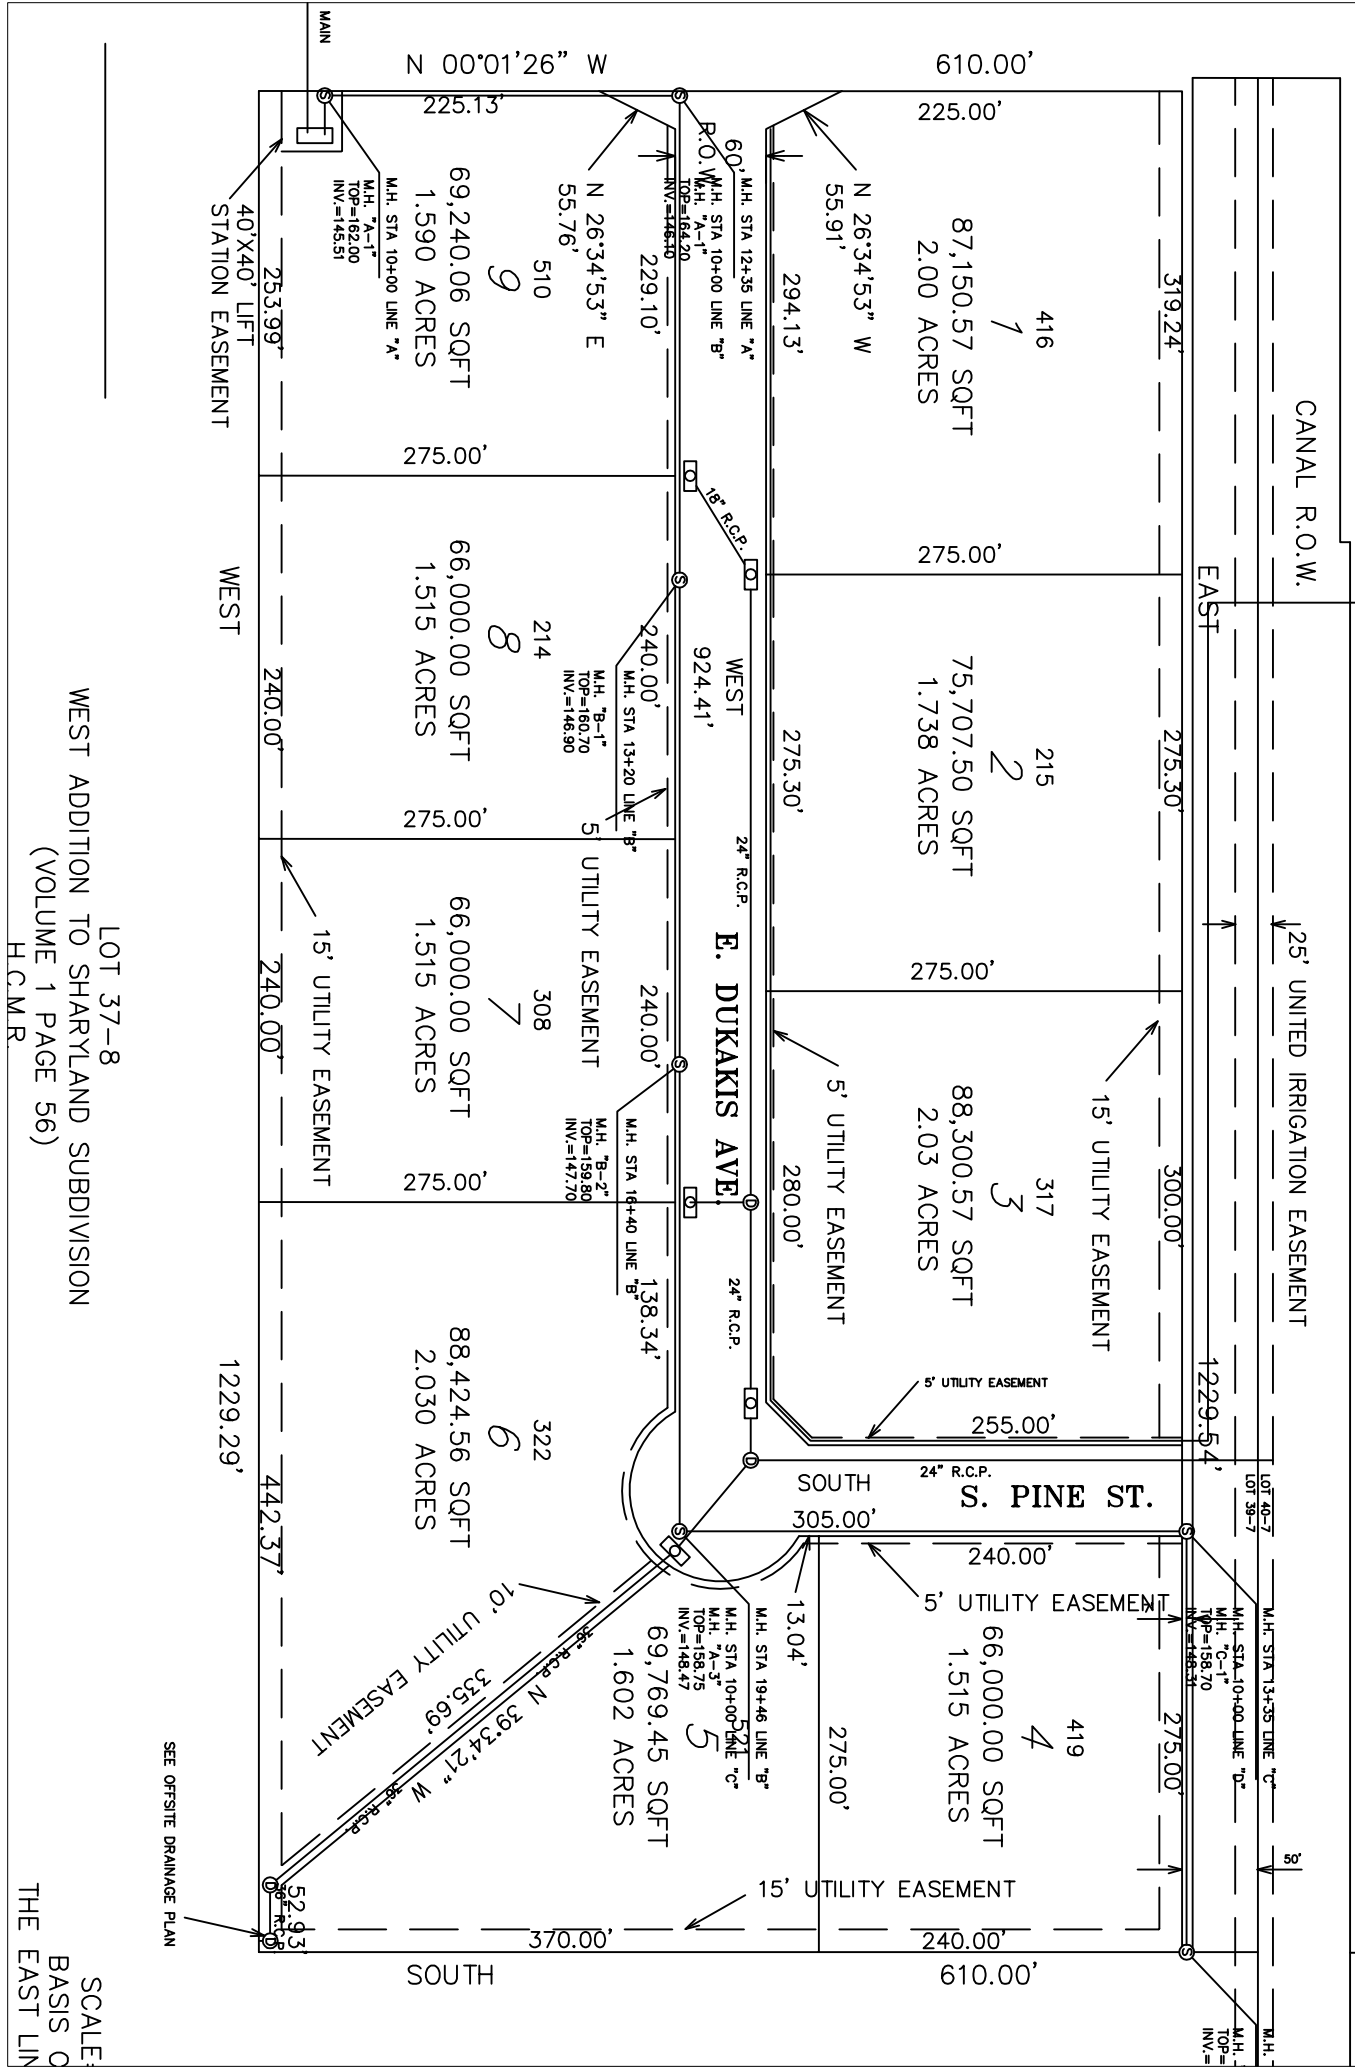 MAIN
N 00°01'26" W
610.00'
225.13'
225.00'
60'
R.O.W.
N 26°34'53" W
55.91'
N 26°34'53" E
55.76'
M.H. STA 12+35 LINE "A"
M.H. STA 10+00 LINE "B"
M.H. "A-1"
TOP=164.20
INV.=146.10
M.H. STA 10+00 LINE "A"
M.H. "A-1"
TOP=162.00
INV.=145.51
40'X40' LIFT
STATION EASEMENT
253.99'
69,240.06 SQFT
1.590 ACRES
510
9
229.10'
294.13'
87,150.57 SQFT
2.00 ACRES
416
1
319.24'
CANAL R.O.W.
275.00'
275.00'
18" R.C.P.
EAST
WEST
66,000.00 SQFT
1.515 ACRES
214
8
240.00'
240.00'
M.H. STA 13+20 LINE "B"
M.H. "B-1"
TOP=160.70
INV.=146.90
WEST
924.41'
275.30'
75,707.50 SQFT
1.738 ACRES
215
2
275.30'
275.00'
275.00'
5' UTILITY EASEMENT
24" R.C.P.
E. DUKAKIS AVE.
25' UNITED IRRIGATION EASEMENT
15' UTILITY EASEMENT
66,000.00 SQFT
1.515 ACRES
308
7
240.00'
240.00'
5' UTILITY EASEMENT
15' UTILITY EASEMENT
88,300.57 SQFT
2.03 ACRES
317
3
300.00'
280.00'
275.00'
M.H. STA 16+40 LINE "B"
M.H. "B-2"
TOP=159.80
INV.=147.70
138.34'
24" R.C.P.
5' UTILITY EASEMENT
255.00'
1229.54'
1229.29'
88,424.56 SQFT
2.030 ACRES
322
6
442.37'
SOUTH
305.00'
24" R.C.P.
S. PINE ST.
LOT 40-7
LOT 39-7
240.00'
5' UTILITY EASEMENT
13.04'
10' UTILITY EASEMENT
335.69'
36" R.C.P.
N 39°34'21" W
36" R.C.P.
M.H. STA 19+46 LINE "B"
M.H. STA 10+00 LINE "C"
M.H. "A-3"
TOP=158.75
INV.=148.47
69,769.45 SQFT
1.602 ACRES
521
5
275.00'
66,000.00 SQFT
1.515 ACRES
419
4
275.00'
M.H. STA 13+35 LINE "C"
M.H. STA 10+00 LINE "D"
M.H. "C-1"
TOP=158.70
INV.=148.31
50'
15' UTILITY EASEMENT
SEE OFFSITE DRAINAGE PLAN
52.93'
36" R.C.P.
370.00'
240.00'
SOUTH
610.00'
M.H.
M.H.
TOP=
INV.=
LOT 37-8
WEST ADDITION TO SHARYLAND SUBDIVISION
(VOLUME 1 PAGE 56)
H.C.M.R.
SCALE:
BASIS O
THE EAST LIN